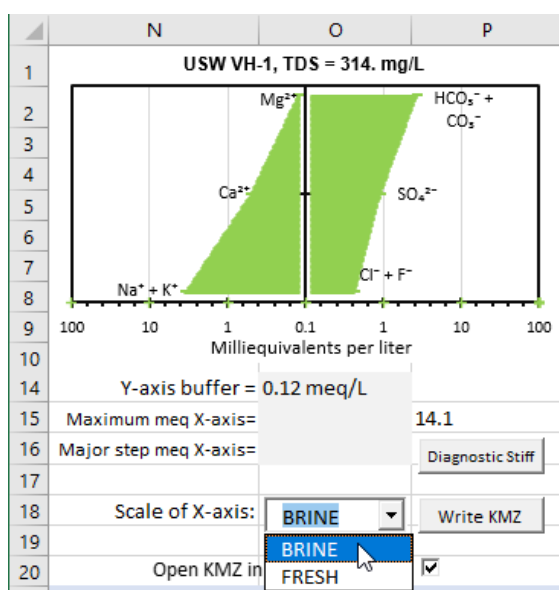 N O P
1 USW VH-1, TDS = 314. mg/L
2 Mg²⁺ HCO₃⁻ +
CO₃⁻
3
4
5 Ca²⁺ SO₄²⁻
6
7 Cl⁻ + F⁻
8 Na⁺ + K⁺
9 100 10 1 0.1 1 10 100
10 Milliequivalents per liter
14 Y-axis buffer = 0.12 meq/L
15 Maximum meq X-axis= 14.1
16 Major step meq X-axis= Diagnostic Stiff
17
18 Scale of X-axis: BRINE Write KMZ
19 BRINE
20 Open KMZ in FRESH